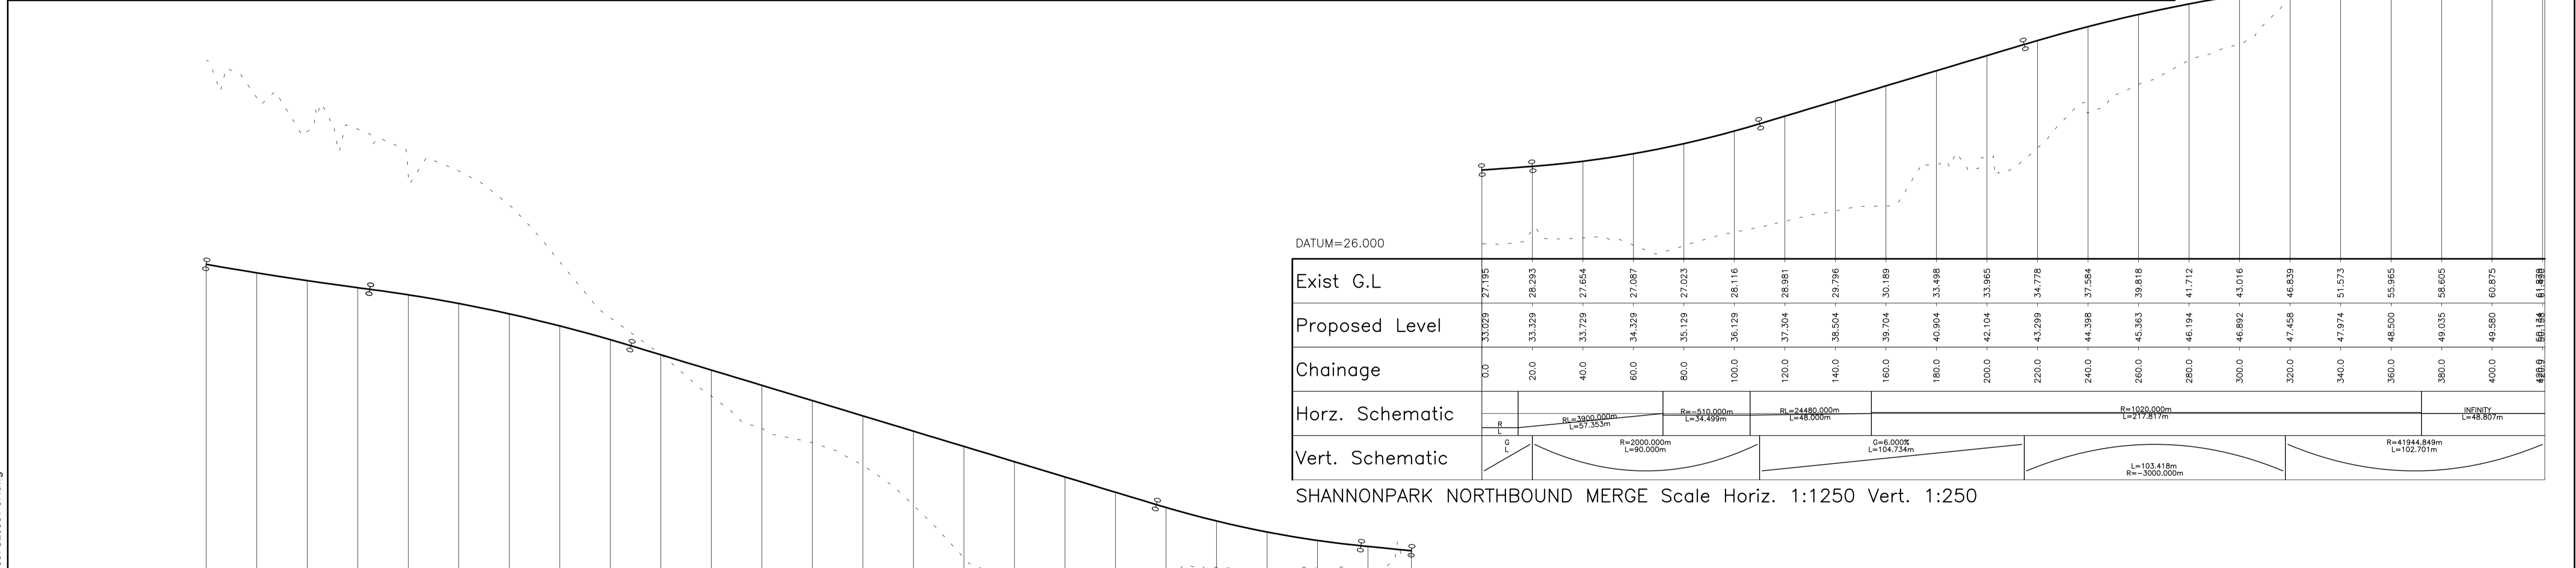 DATUM=26.000
Exist G.L 27.195 28.293 27.654 27.087 27.023 28.116 28.981 29.796 30.189 33.498 33.965 34.778 37.584 39.818 41.712 43.016 46.839 51.573 55.965 58.605 60.875
Proposed Level 33.029 33.329 33.729 34.329 35.129 36.129 37.304 38.504 39.704 40.904 42.104 43.299 44.398 45.363 46.194 46.892 47.458 47.974 48.500 49.035 49.580
Chainage 0.0 20.0 40.0 60.0 80.0 100.0 120.0 140.0 160.0 180.0 200.0 220.0 240.0 260.0 280.0 300.0 320.0 340.0 360.0 380.0 400.0
Horz. Schematic R RL=3900.000m R=-510.000m RL=24480.000m R=1020.000m INFINITY
L L=57.353m L=34.499m L=48.000m L=217.817m L=48.807m
Vert. Schematic G R=2000.000m G=6.000% L=103.418m R=41944.849m
L L=90.000m L=104.734m R=-3000.000m L=102.701m
SHANNONPARK NORTHBOUND MERGE Scale Horiz. 1:1250 Vert. 1:250